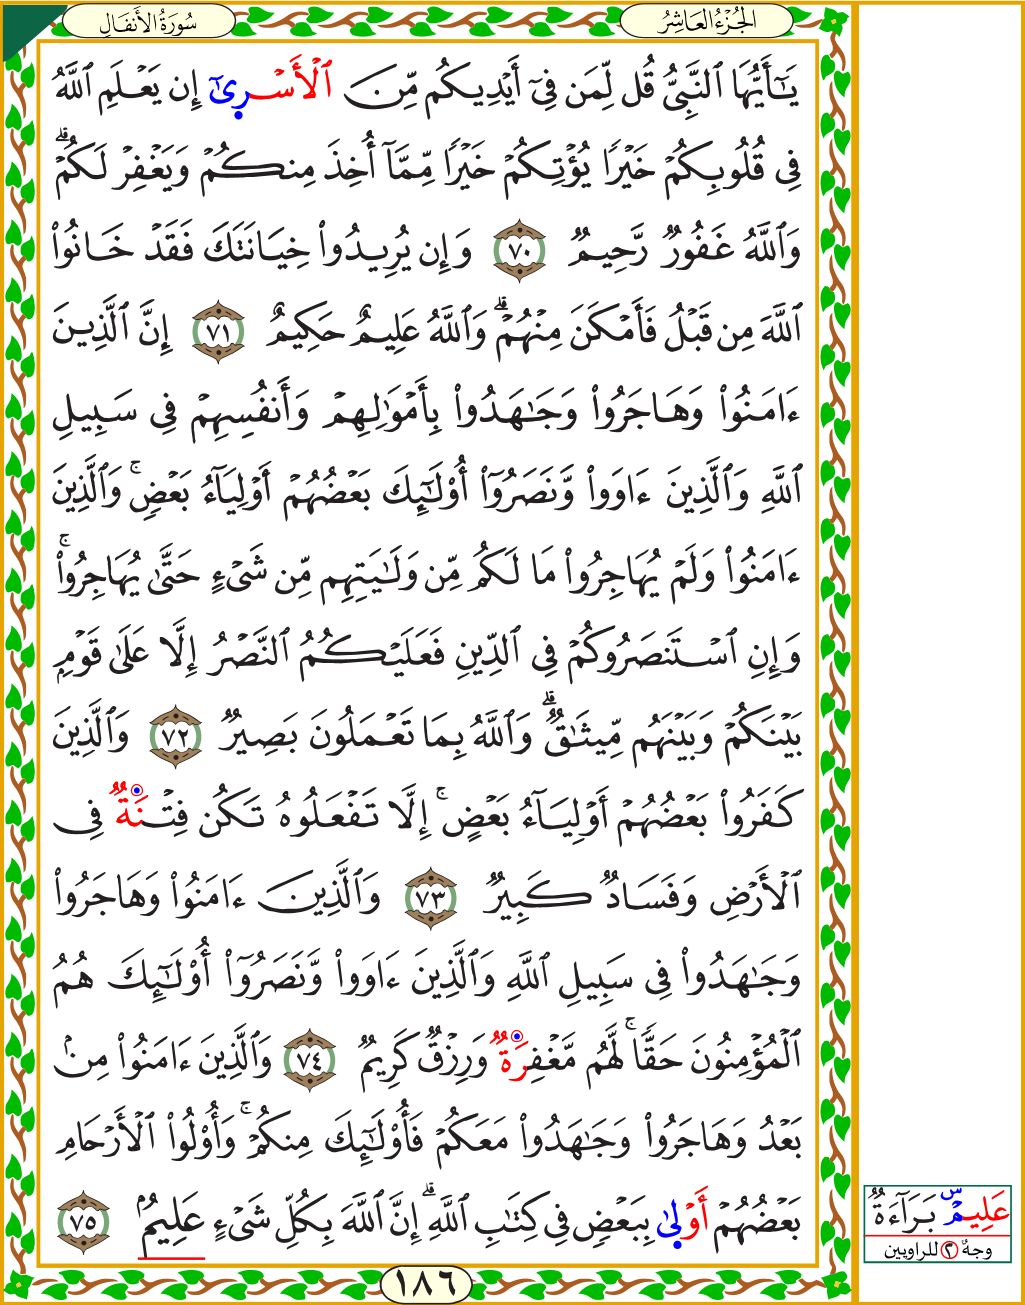 الجُزْءُ العَاشِرُ
سُورَةُ الأَنفَالِ
يَـٰٓأَيُّهَا ٱلنَّبِىُّ قُل لِّمَن فِىٓ أَيْدِيكُم مِّنَ ٱلْأَسْرٜىٰٓ إِن يَعْلَمِ ٱللَّهُ
فِى قُلُوبِكُمْ خَيْرًا يُؤْتِكُمْ خَيْرًا مِّمَّآ أُخِذَ مِنكُمْ وَيَغْفِرْ لَكُمْۗ
وَٱللَّهُ غَفُورٌ رَّحِيمٌ ٧٠ وَإِن يُرِيدُوا۟ خِيَانَتَكَ فَقَدْ خَانُوا۟
ٱللَّهَ مِن قَبْلُ فَأَمْكَنَ مِنْهُمْۗ وَٱللَّهُ عَلِيمٌ حَكِيمٌ ٧١ إِنَّ ٱلَّذِينَ
ءَامَنُوا۟ وَهَاجَرُوا۟ وَجَـٰهَدُوا۟ بِأَمْوَٰلِهِمْ وَأَنفُسِهِمْ فِى سَبِيلِ
ٱللَّهِ وَٱلَّذِينَ ءَاوَوا۟ وَّنَصَرُوٓا۟ أُو۟لَـٰٓئِكَ بَعْضُهُمْ أَوْلِيَآءُ بَعْضٍۚ وَٱلَّذِينَ
ءَامَنُوا۟ وَلَمْ يُهَاجِرُوا۟ مَا لَكُم مِّن وَلَـٰيَتِهِم مِّن شَىْءٍ حَتَّىٰ يُهَاجِرُوا۟ۚ
وَإِنِ ٱسْتَنصَرُوكُمْ فِى ٱلدِّينِ فَعَلَيْكُمُ ٱلنَّصْرُ إِلَّا عَلَىٰ قَوْمٍۭ
بَيْنَكُمْ وَبَيْنَهُم مِّيثَـٰقٌۗ وَٱللَّهُ بِمَا تَعْمَلُونَ بَصِيرٌ ٧٢ وَٱلَّذِينَ
كَفَرُوا۟ بَعْضُهُمْ أَوْلِيَآءُ بَعْضٍۚ إِلَّا تَفْعَلُوهُ تَكُن فِتْنَةٌ فِى
ٱلْأَرْضِ وَفَسَادٌ كَبِيرٌ ٧٣ وَٱلَّذِينَ ءَامَنُوا۟ وَهَاجَرُوا۟
وَجَـٰهَدُوا۟ فِى سَبِيلِ ٱللَّهِ وَٱلَّذِينَ ءَاوَوا۟ وَّنَصَرُوٓا۟ أُو۟لَـٰٓئِكَ هُمُ
ٱلْمُؤْمِنُونَ حَقًّاۚ لَّهُم مَّغْفِرَةٌ وَرِزْقٌ كَرِيمٌ ٧٤ وَٱلَّذِينَ ءَامَنُوا۟ مِنۢ
بَعْدُ وَهَاجَرُوا۟ وَجَـٰهَدُوا۟ مَعَكُمْ فَأُو۟لَـٰٓئِكَ مِنكُمْۚ وَأُو۟لُوا۟ ٱلْأَرْحَامِ
بَعْضُهُمْ أَوْلٜىٰ بِبَعْضٍ فِى كِتَـٰبِ ٱللَّهِۗ إِنَّ ٱللَّهَ بِكُلِّ شَىْءٍ عَلِيمٌۢ ٧٥
عَلِيمٌۜ بَرَآءَةٌ
وجهٌ ٢ للراويين
١٨٦